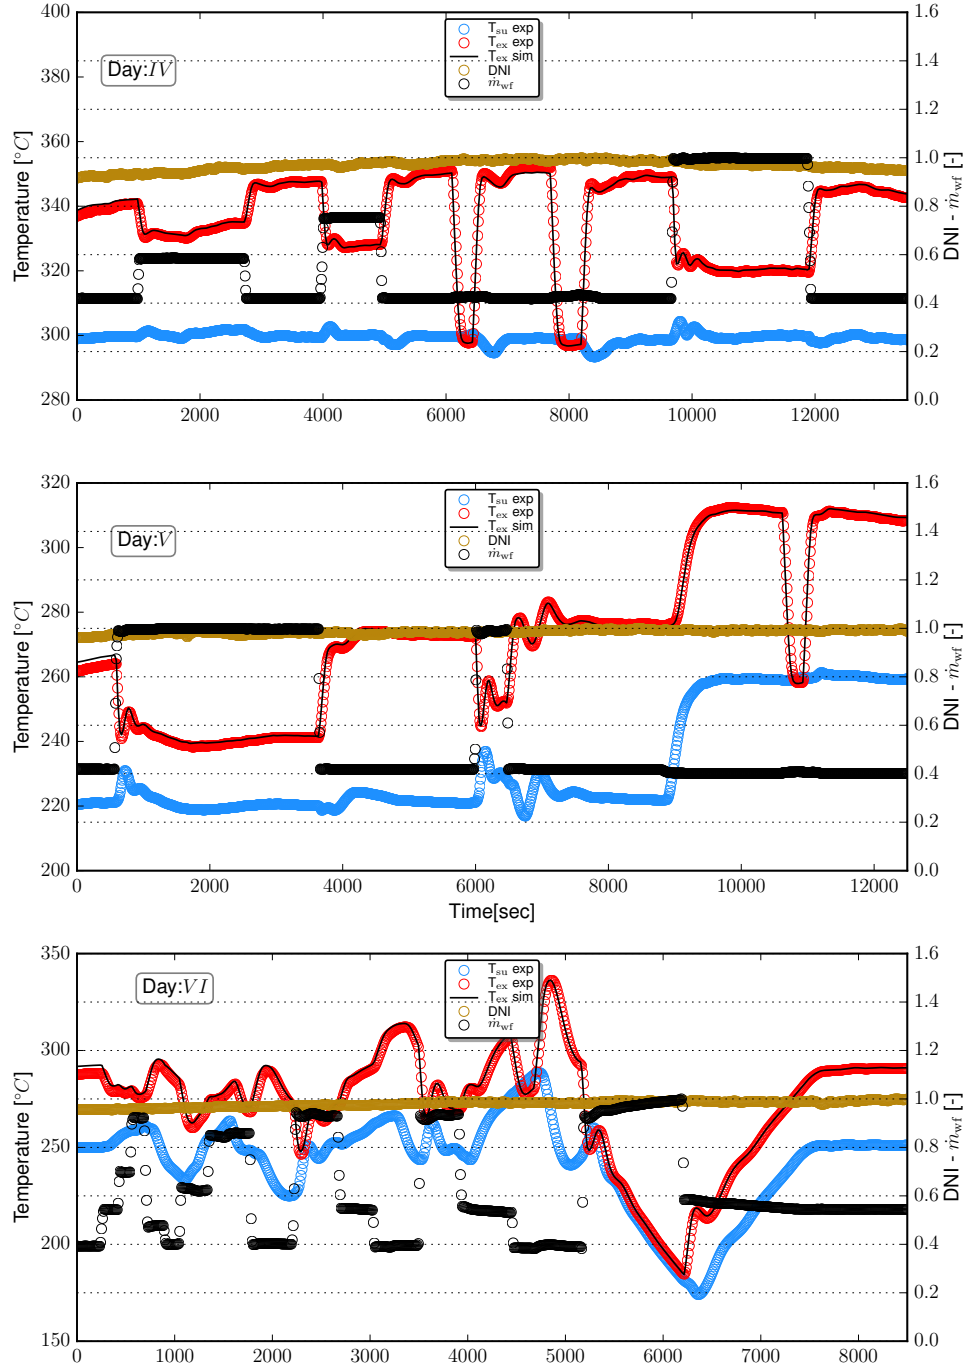 400
380
360
340
320
300
280
Temperature [°C]
1.6
1.4
1.2
1.0
0.8
0.6
0.4
0.2
0.0
DNI - ṁwf [-]
Day:IV
Tsu exp
Tex exp
Tex sim
DNI
ṁwf
0 2000 4000 6000 8000 10000 12000
320
300
280
260
240
220
200
Temperature [°C]
1.6
1.4
1.2
1.0
0.8
0.6
0.4
0.2
0.0
DNI - ṁwf [-]
Day:V
Tsu exp
Tex exp
Tex sim
DNI
ṁwf
0 2000 4000 6000 8000 10000 12000
Time[sec]
350
300
250
200
150
Temperature [°C]
1.6
1.4
1.2
1.0
0.8
0.6
0.4
0.2
0.0
DNI - ṁwf [-]
Day:VI
Tsu exp
Tex exp
Tex sim
DNI
ṁwf
0 1000 2000 3000 4000 5000 6000 7000 8000